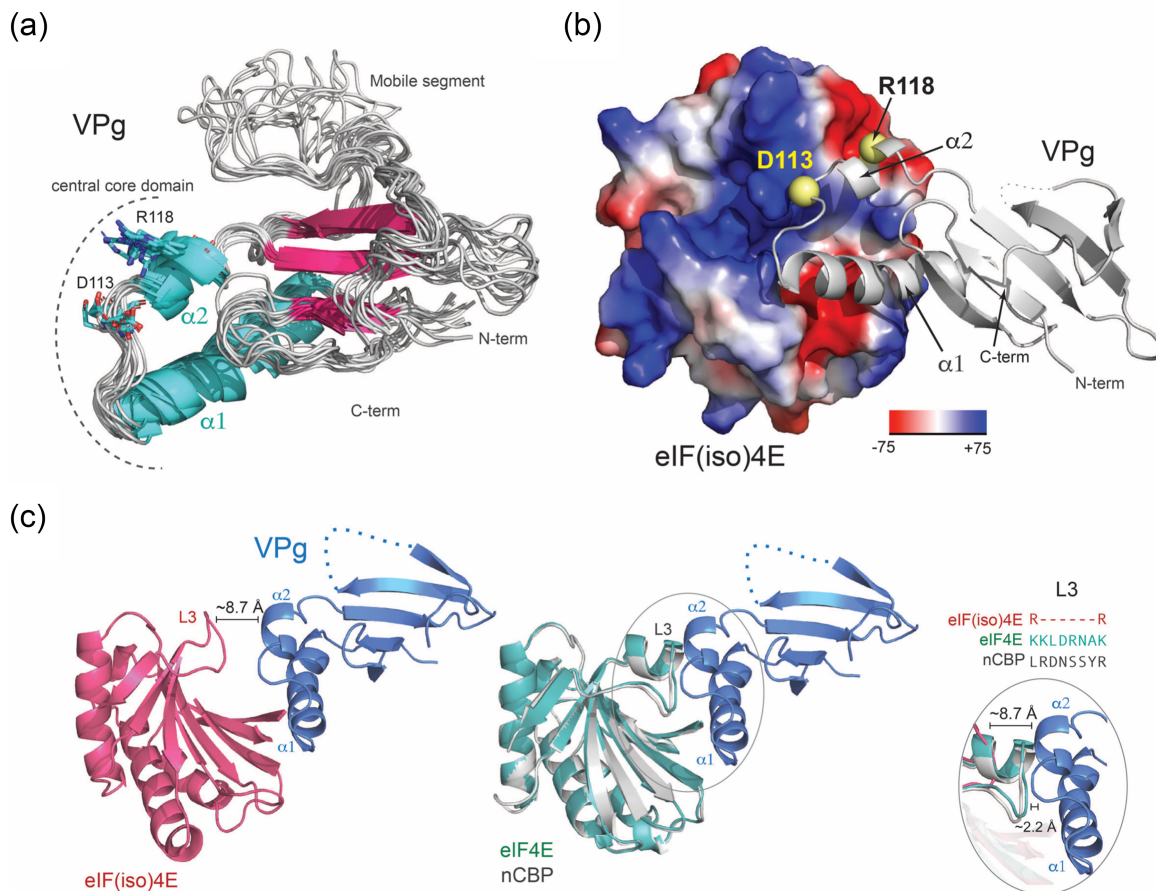 (a)
VPg
Mobile segment
central core domain
R118
D113
α2
α1
N-term
C-term
(b)
R118
D113
α2
VPg
α1
C-term
N-term
-75
+75
eIF(iso)4E
(c)
VPg
~8.7 Å
L3
α2
α1
eIF(iso)4E
L3
α2
α1
eIF4E
nCBP
L3
eIF(iso)4E R------R
eIF4E KKLDRNAK
nCBP LRDNSSYR
~8.7 Å
α2
~2.2 Å
α1